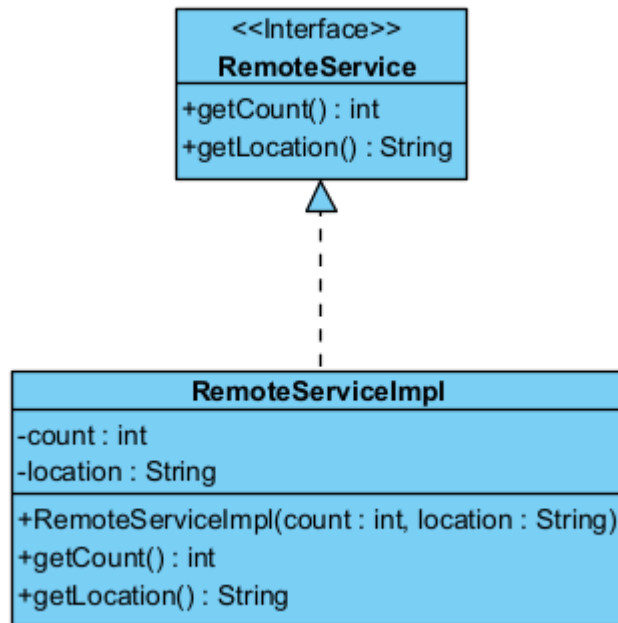 <<Interface>>
RemoteService
+getCount() : int
+getLocation() : String
RemoteServiceImpl
-count : int
-location : String
+RemoteServiceImpl(count : int, location : String)
+getCount() : int
+getLocation() : String